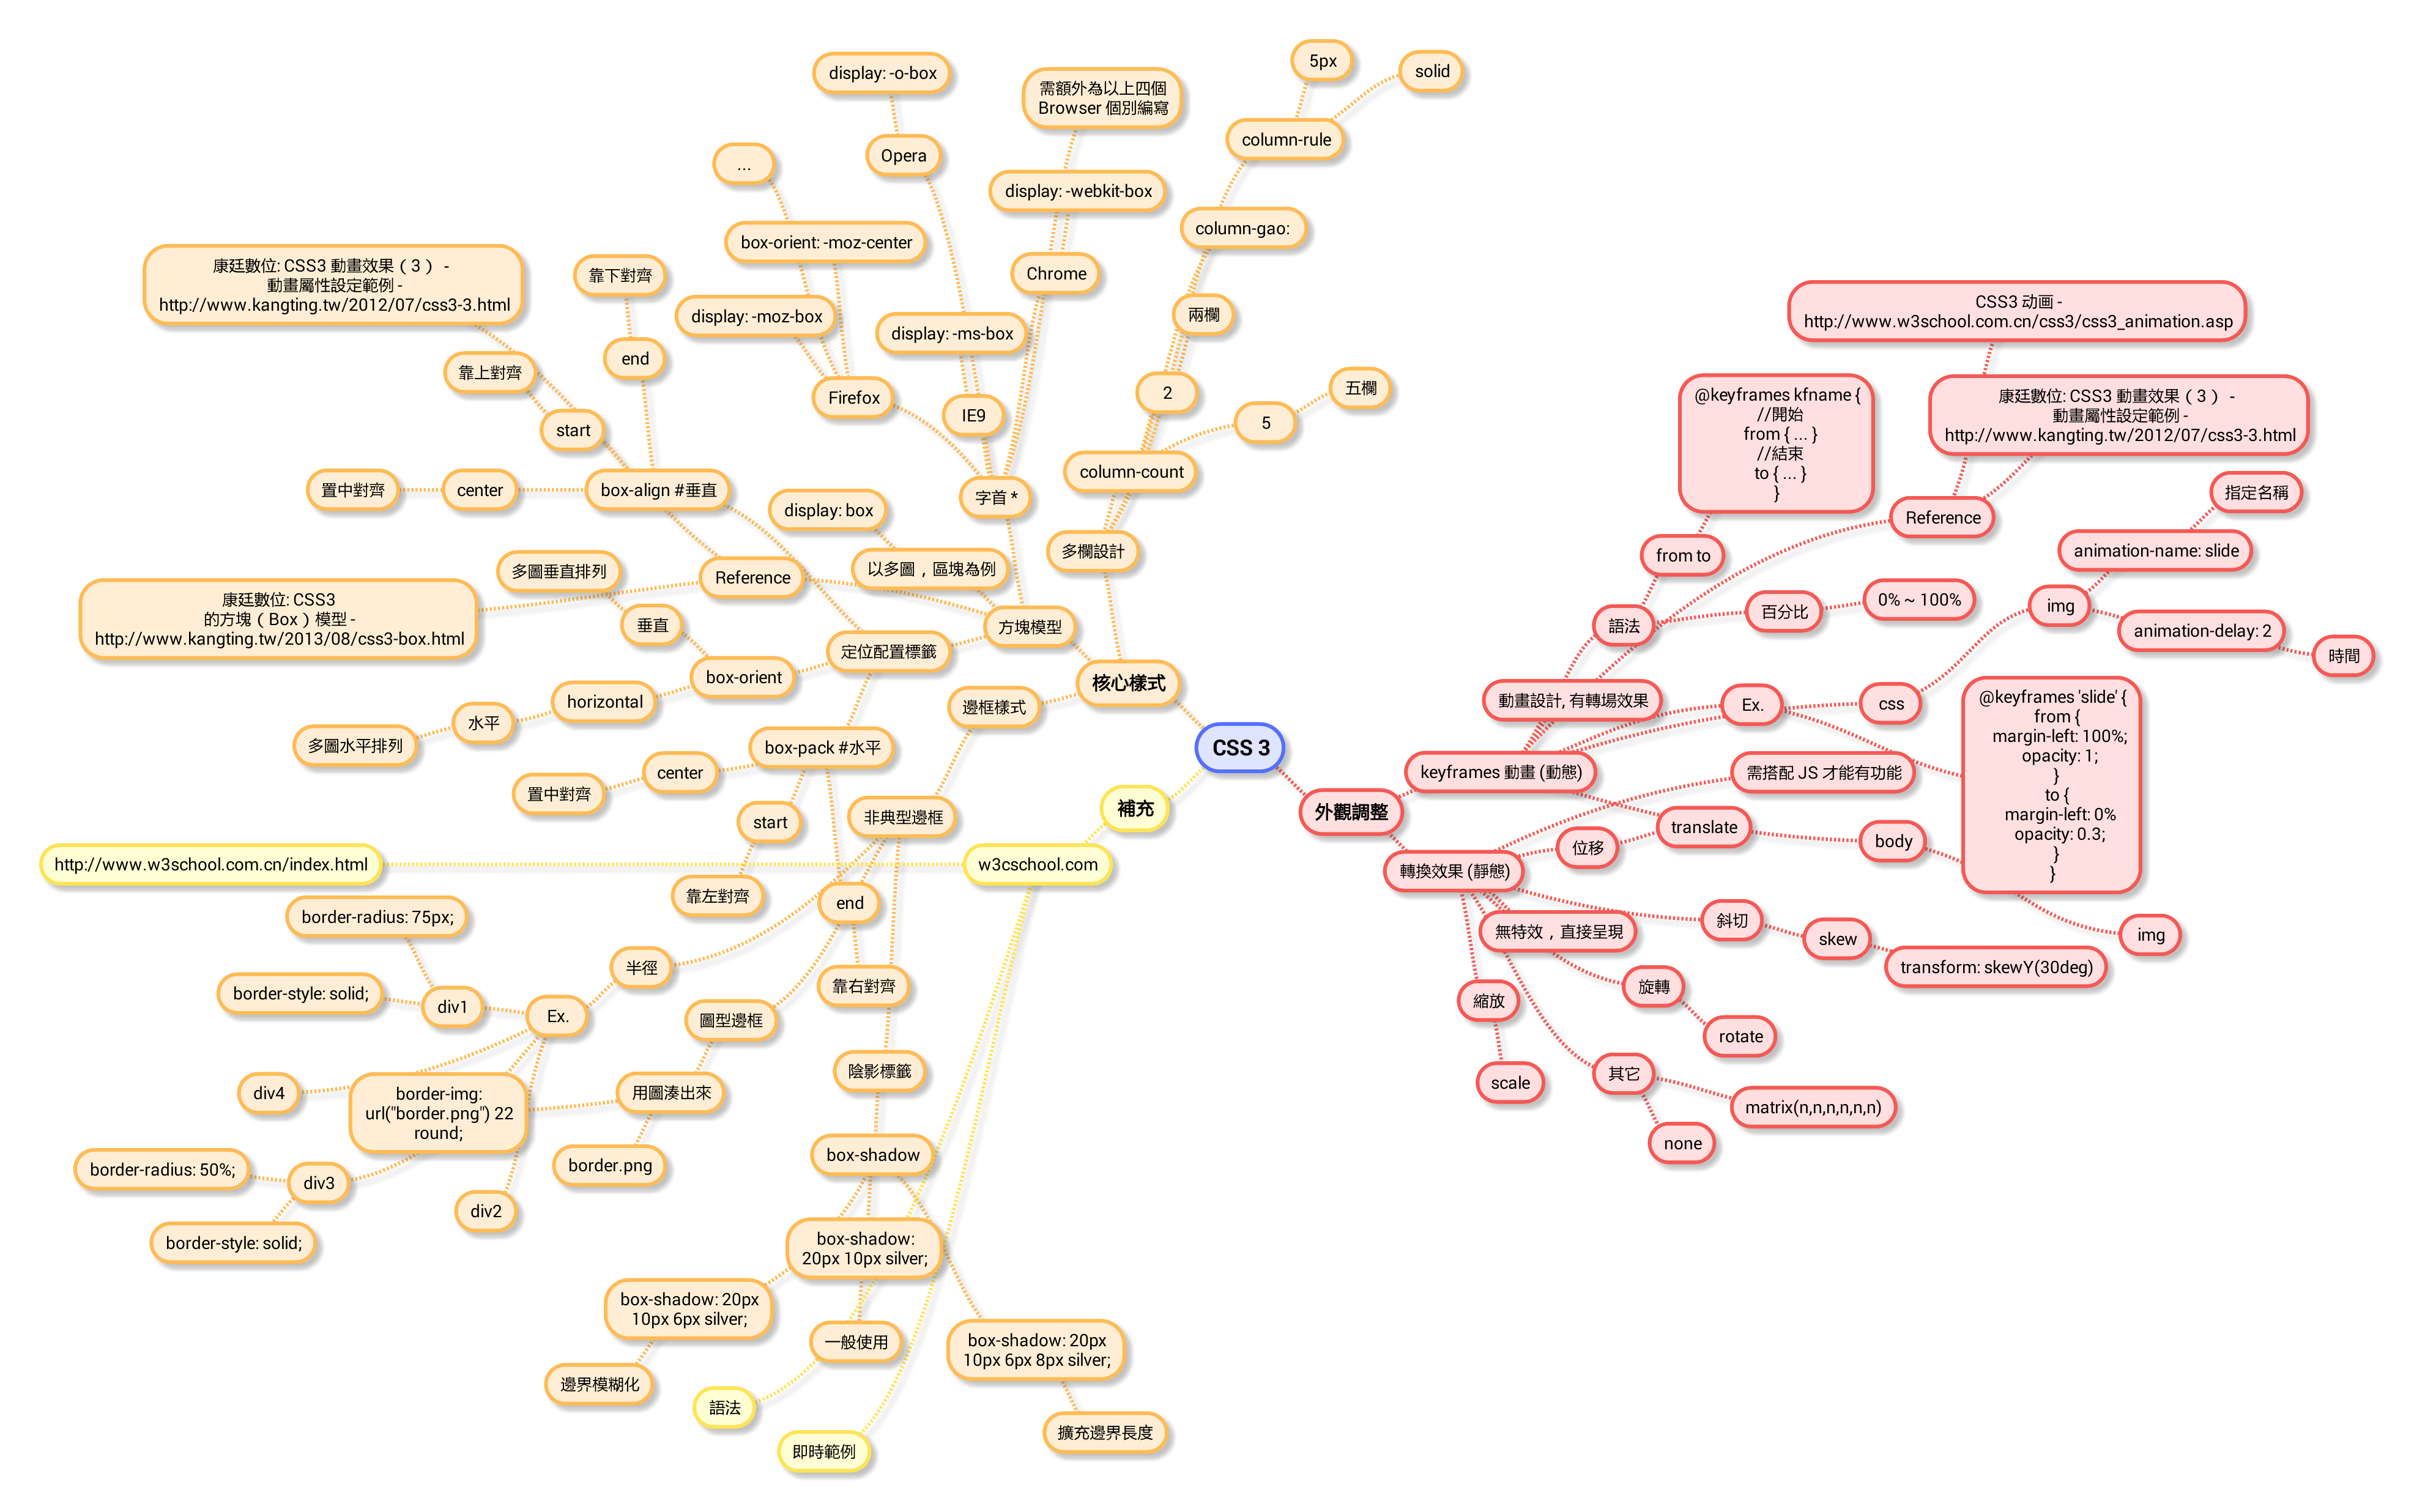 CSS 3
核心樣式
多欄設計
column-count
2
兩欄
5
五欄
column-gao:
column-rule
5px
solid
方塊模型
字首 *
Chrome
display: -webkit-box
需額外為以上四個
Browser 個別編寫
IE9
display: -ms-box
Opera
display: -o-box
Firefox
display: -moz-box
box-orient: -moz-center
...
以多圖，區塊為例
display: box
Reference
康廷數位: CSS3 動畫效果（3） -
動畫屬性設定範例 -
http://www.kangting.tw/2012/07/css3-3.html
康廷數位: CSS3
的方塊（Box）模型 -
http://www.kangting.tw/2013/08/css3-box.html
定位配置標籤
box-align #垂直
end
靠下對齊
start
靠上對齊
center
置中對齊
box-orient
垂直
多圖垂直排列
horizontal
水平
多圖水平排列
box-pack #水平
center
置中對齊
start
靠左對齊
end
靠右對齊
邊框樣式
非典型邊框
半徑
Ex.
div1
border-radius: 75px;
border-style: solid;
div4
div3
border-radius: 50%;
border-style: solid;
div2
圖型邊框
用圖湊出來
border-img:
url("border.png") 22
round;
border.png
陰影標籤
box-shadow
box-shadow:
20px 10px silver;
一般使用
box-shadow: 20px
10px 6px silver;
邊界模糊化
box-shadow: 20px
10px 6px 8px silver;
擴充邊界長度
補充
w3cschool.com
http://www.w3school.com.cn/index.html
語法
即時範例
外觀調整
keyframes 動畫 (動態)
動畫設計, 有轉場效果
語法
from to
@keyframes kfname {
//開始
from { ... }
//結束
to { ... }
}
百分比
0% ~ 100%
Reference
CSS3 动画 -
http://www.w3school.com.cn/css3/css3_animation.asp
康廷數位: CSS3 動畫效果（3） -
動畫屬性設定範例 -
http://www.kangting.tw/2012/07/css3-3.html
Ex.
css
img
animation-name: slide
指定名稱
animation-delay: 2
時間
@keyframes 'slide' {
from {
margin-left: 100%;
opacity: 1;
}
to {
margin-left: 0%
opacity: 0.3;
}
}
轉換效果 (靜態)
需搭配 JS 才能有功能
位移
translate
body
img
斜切
skew
transform: skewY(30deg)
無特效，直接呈現
旋轉
rotate
縮放
scale
其它
matrix(n,n,n,n,n,n)
none